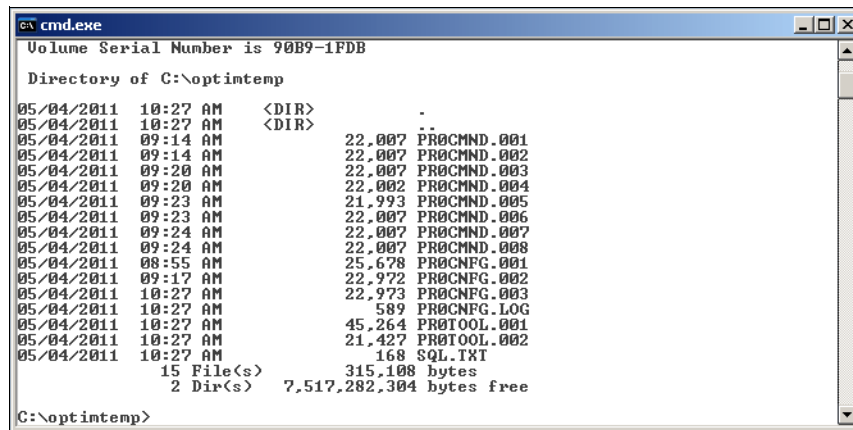 cmd.exe
Volume Serial Number is 90B9-1FDB
Directory of C:\optimtemp
05/04/2011  10:27 AM    <DIR>          .
05/04/2011  10:27 AM    <DIR>          ..
05/04/2011  09:14 AM            22,007 PR0CMND.001
05/04/2011  09:14 AM            22,007 PR0CMND.002
05/04/2011  09:20 AM            22,007 PR0CMND.003
05/04/2011  09:20 AM            22,002 PR0CMND.004
05/04/2011  09:23 AM            21,993 PR0CMND.005
05/04/2011  09:23 AM            22,007 PR0CMND.006
05/04/2011  09:24 AM            22,007 PR0CMND.007
05/04/2011  09:24 AM            22,007 PR0CMND.008
05/04/2011  08:55 AM            25,678 PR0CNFG.001
05/04/2011  09:17 AM            22,972 PR0CNFG.002
05/04/2011  10:27 AM            22,973 PR0CNFG.003
05/04/2011  10:27 AM               589 PR0CNFG.LOG
05/04/2011  10:27 AM            45,264 PR0TOOL.001
05/04/2011  10:27 AM            21,427 PR0TOOL.002
05/04/2011  10:27 AM               168 SQL.TXT
15 File(s)        315,108 bytes
2 Dir(s)   7,517,282,304 bytes free
C:\optimtemp>